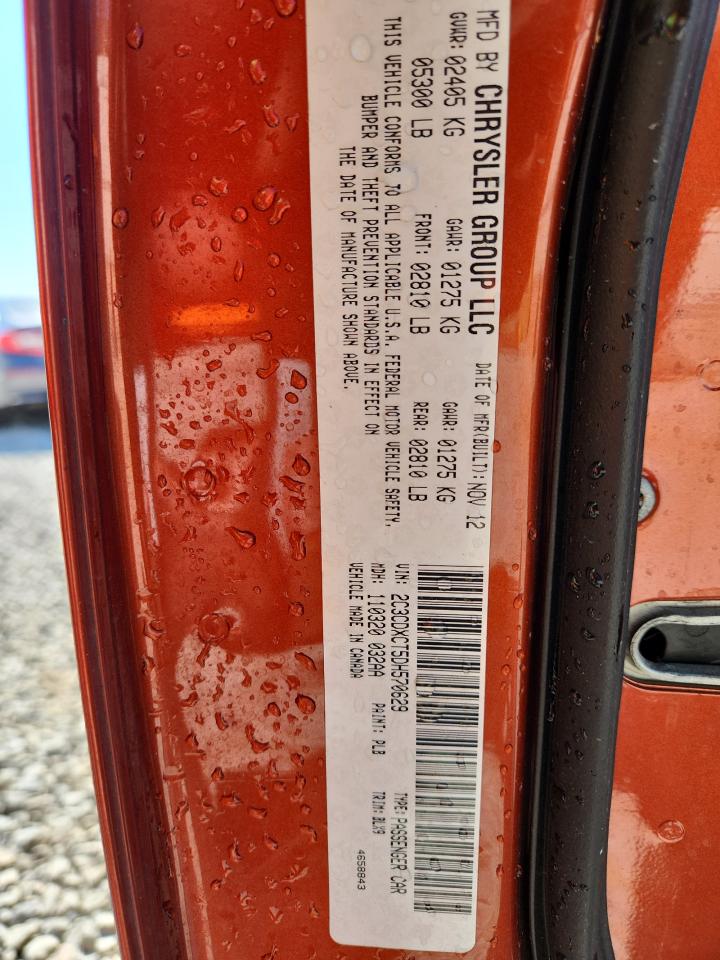 MFD BY CHRYSLER GROUP LLC DATE OF MFR(BUILT): NOV 12
GVWR: 02405 KG GAWR: 01275 KG GAWR: 01275 KG
05300 LB FRONT: 02810 LB REAR: 02810 LB
THIS VEHICLE CONFORMS TO ALL APPLICABLE U.S.A. FEDERAL MOTOR VEHICLE SAFETY,
BUMPER AND THEFT PREVENTION STANDARDS IN EFFECT ON
THE DATE OF MANUFACTURE SHOWN ABOVE.
VIN: 2C3CDXCT5DH570629 TYPE: PASSENGER CAR
MDH: 110320 032AA PAINT: PL8 TRIM: BLX9
VEHICLE MADE IN CANADA
4658843